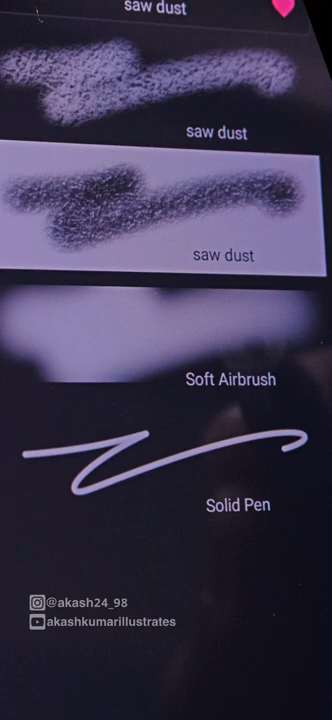 saw dust
saw dust
saw dust
Soft Airbrush
Solid Pen
@akash24_98
akashkumarillustrates